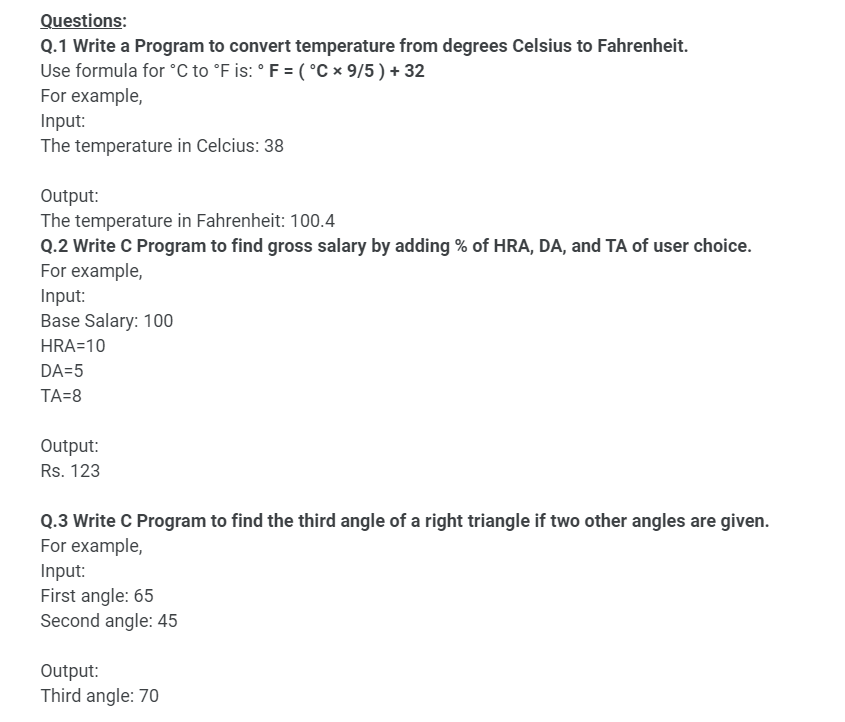 Questions:
Q.1 Write a Program to convert temperature from degrees Celsius to Fahrenheit.
Use formula for °C to °F is: ° F = ( °C × 9/5 ) + 32
For example,
Input:
The temperature in Celcius: 38
Output:
The temperature in Fahrenheit: 100.4
Q.2 Write C Program to find gross salary by adding % of HRA, DA, and TA of user choice.
For example,
Input:
Base Salary: 100
HRA=10
DA=5
TA=8
Output:
Rs. 123
Q.3 Write C Program to find the third angle of a right triangle if two other angles are given.
For example,
Input:
First angle: 65
Second angle: 45
Output:
Third angle: 70